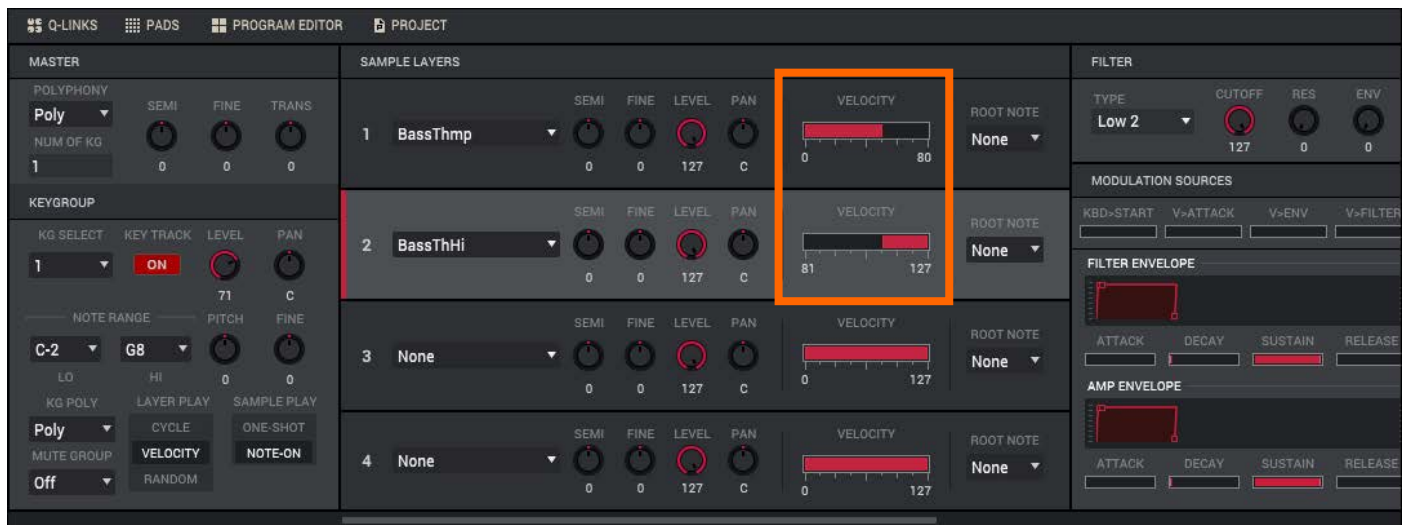 Q-LINKS PADS PROGRAM EDITOR PROJECT
MASTER
POLYPHONY
Poly
SEMI FINE TRANS
NUM OF KG
1 0 0 0
KEYGROUP
KG SELECT KEY TRACK LEVEL PAN
1 ON
71 C
NOTE RANGE PITCH FINE
C-2 G8
LO HI 0 0
KG POLY LAYER PLAY SAMPLE PLAY
Poly CYCLE ONE-SHOT
MUTE GROUP VELOCITY NOTE-ON
Off RANDOM
SAMPLE LAYERS
SEMI FINE LEVEL PAN VELOCITY ROOT NOTE
1 BassThmp None
0 0 127 C 0 80
SEMI FINE LEVEL PAN VELOCITY ROOT NOTE
2 BassThHi None
0 0 127 C 81 127
SEMI FINE LEVEL PAN VELOCITY ROOT NOTE
3 None None
0 0 127 C 0 127
SEMI FINE LEVEL PAN VELOCITY ROOT NOTE
4 None None
0 0 127 C 0 127
FILTER
TYPE CUTOFF RES ENV
Low 2
127 0 0
MODULATION SOURCES
KBD>START V>ATTACK V>ENV V>FILTER
FILTER ENVELOPE
ATTACK DECAY SUSTAIN RELEASE
AMP ENVELOPE
ATTACK DECAY SUSTAIN RELEASE